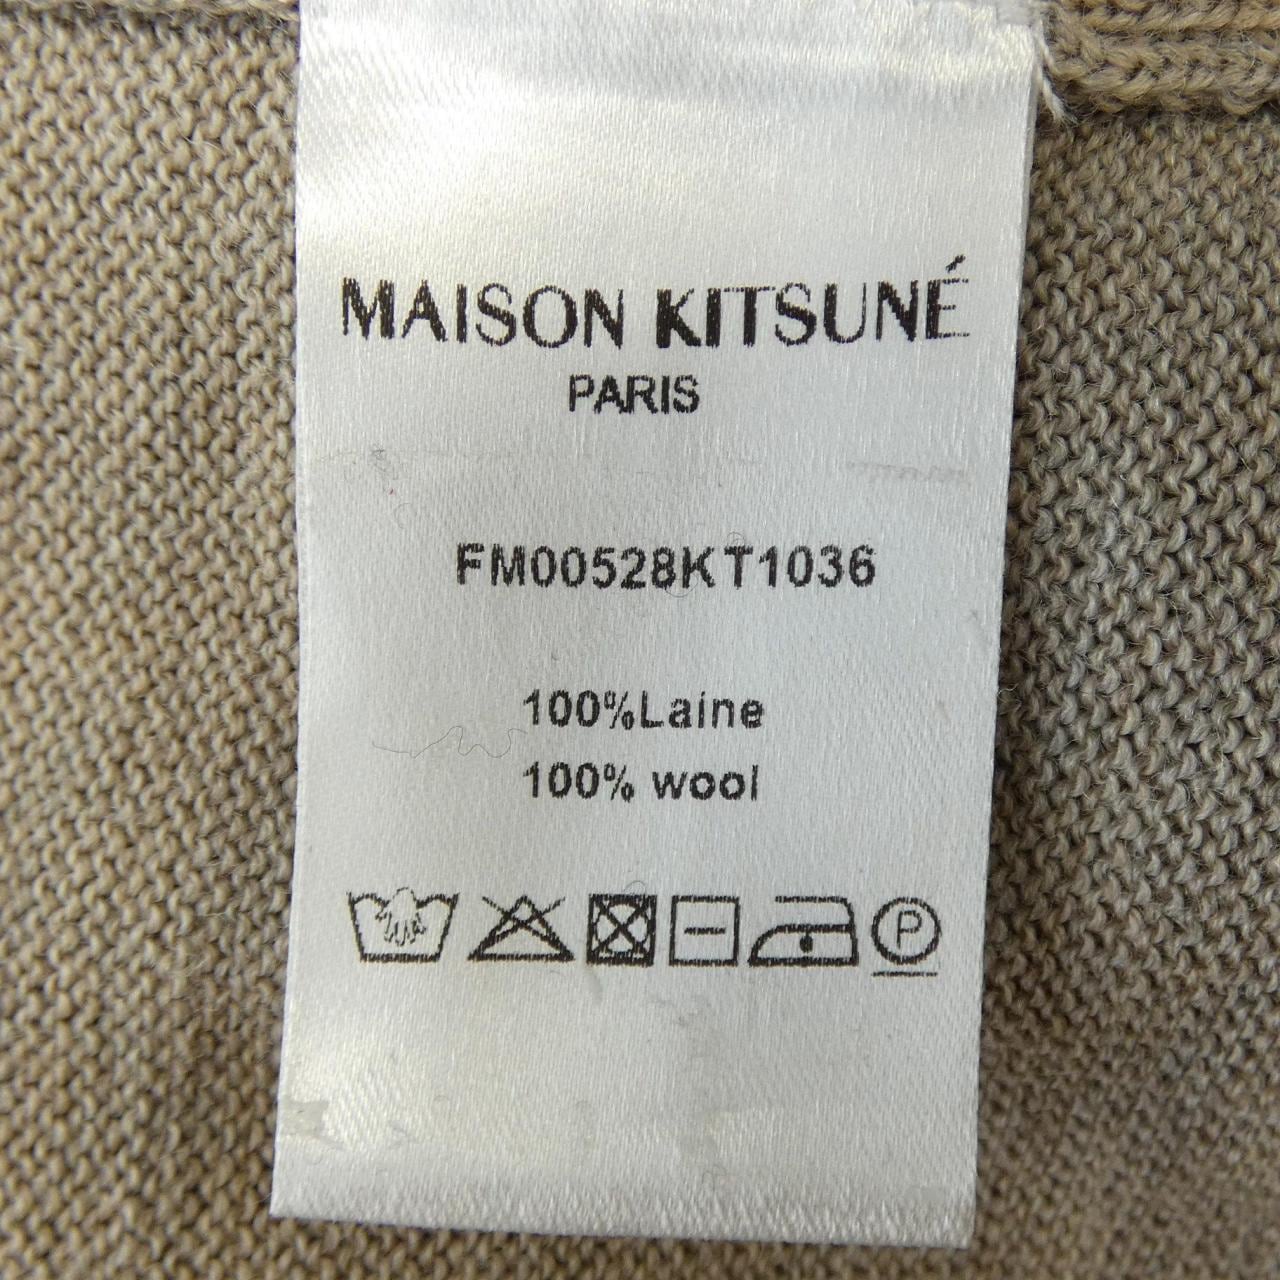 MAISON KITSUNÉ
PARIS
FM00528KT1036
100%Laine
100% wool
P